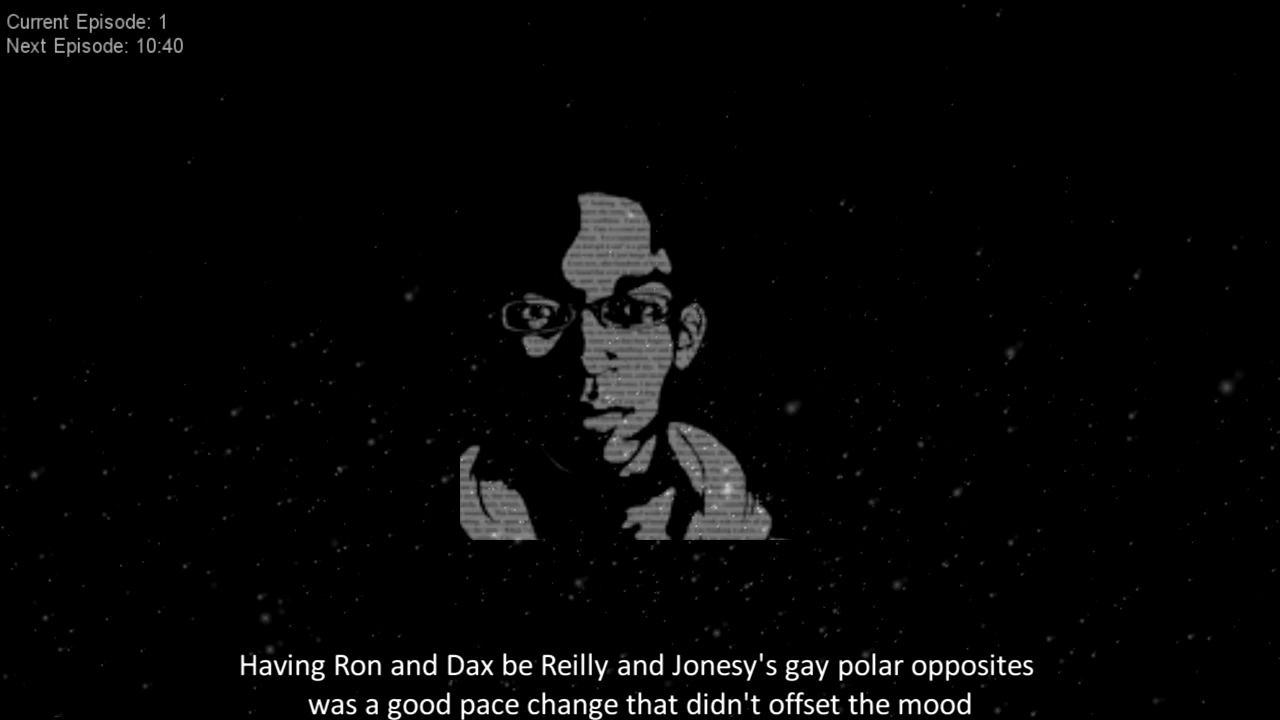 Current Episode: 1
Next Episode: 10:40
Having Ron and Dax be Reilly and Jonesy's gay polar opposites
was a good pace change that didn't offset the mood